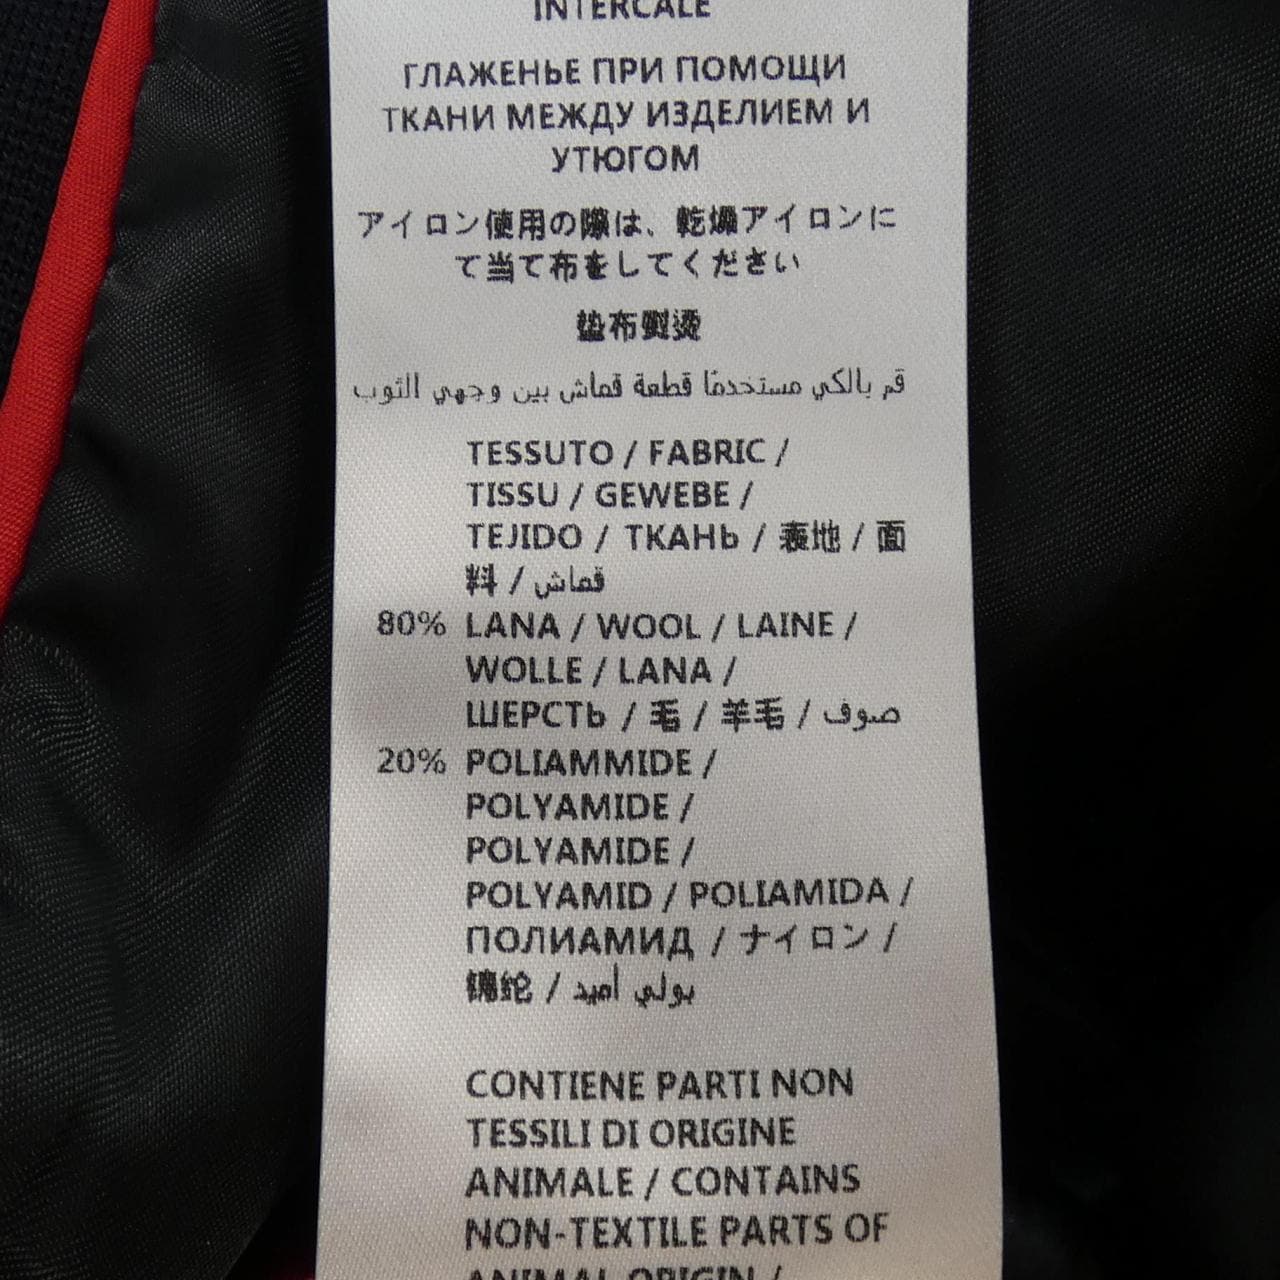 INTERCALÉ
ГЛАЖЕНЬЕ ПРИ ПОМОЩИ
ТКАНИ МЕЖДУ ИЗДЕЛИЕМ И
УТЮГОМ
アイロン使用の際は、乾燥アイロンに
て当て布をしてください
垫布熨烫
قم بالكي مستخدمًا قطعة قماش بين وجهي الثوب
TESSUTO / FABRIC /
TISSU / GEWEBE /
TEJIDO / ТКАНЬ / 表地 / 面
料 / قماش
80% LANA / WOOL / LAINE /
WOLLE / LANA /
ШЕРСТЬ / 毛 / 羊毛 / صوف
20% POLIAMMIDE /
POLYAMIDE /
POLYAMIDE /
POLYAMID / POLIAMIDA /
ПОЛИАМИД / ナイロン /
锦纶 / بولي أميد
CONTIENE PARTI NON
TESSILI DI ORIGINE
ANIMALE / CONTAINS
NON-TEXTILE PARTS OF
ANIMAL ORIGIN /